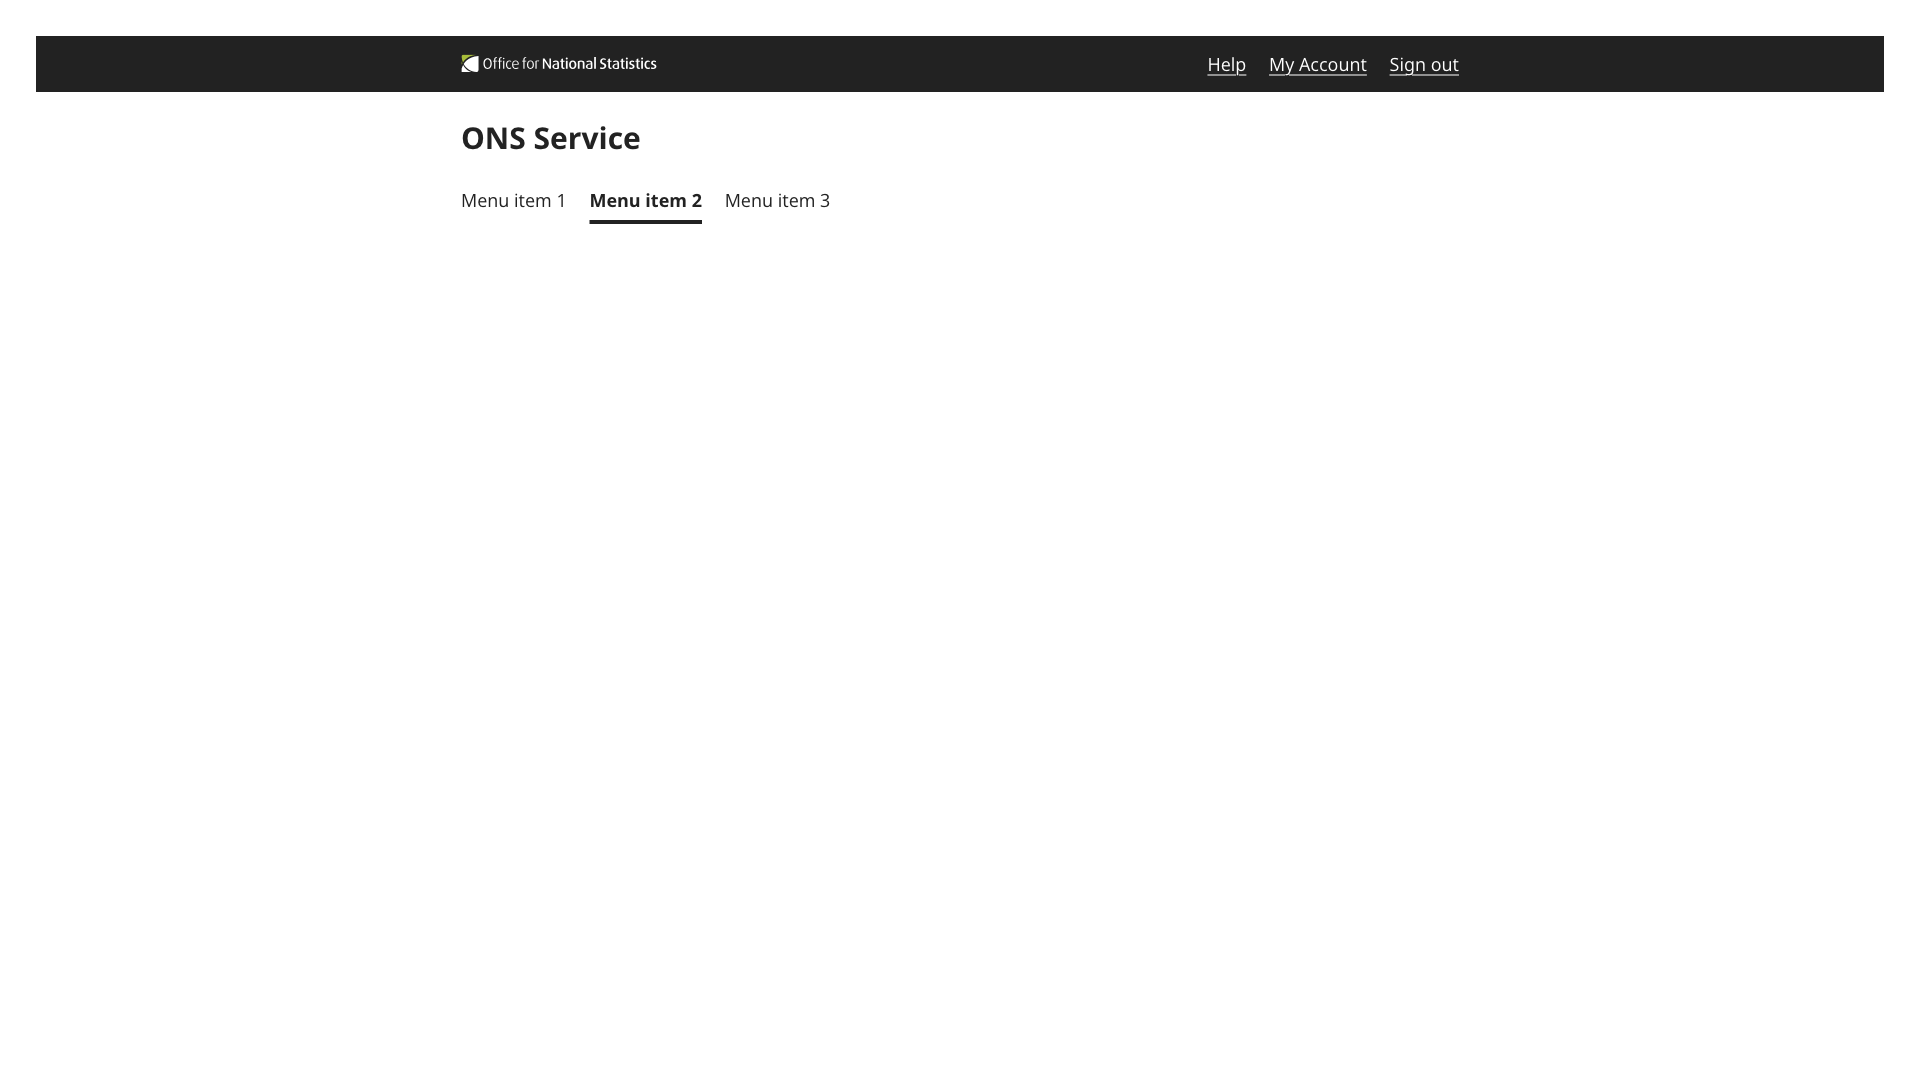 Office for National Statistics
Help My Account Sign out
ONS Service
Menu item 1 Menu item 2 Menu item 3